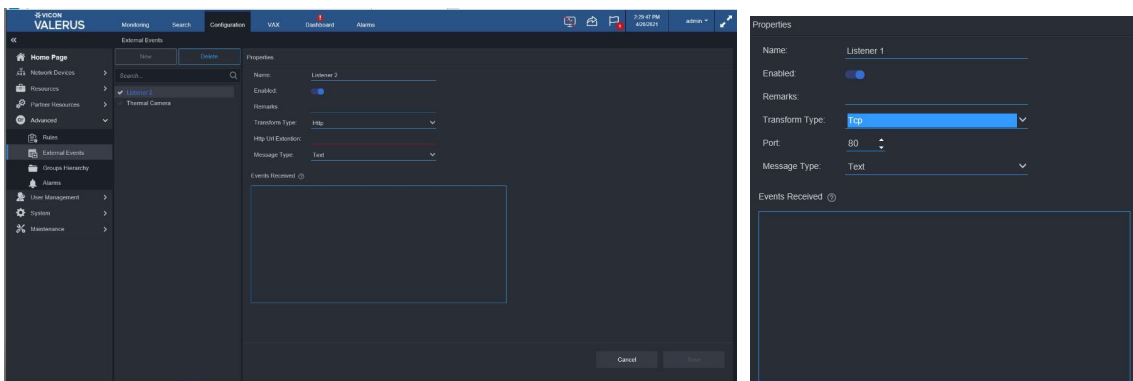 VICON
VALERUS
Monitoring
Search
Configuration
VAX
Dashboard
Alarms
2:29:47 PM
4/20/2021
admin
External Events
Home Page
Network Devices
Resources
Partner Resources
Advanced
Rules
External Events
Groups Hierarchy
Alarms
User Management
System
Maintenance
New
Delete
Search...
Listener 2
Thermal Camera
Properties
Name: Listener 2
Enabled:
Remarks:
Transform Type: Http
Http Url Extention:
Message Type: Text
Events Received
Cancel
Save
Properties
Name: Listener 1
Enabled:
Remarks:
Transform Type: Tcp
Port: 80
Message Type: Text
Events Received